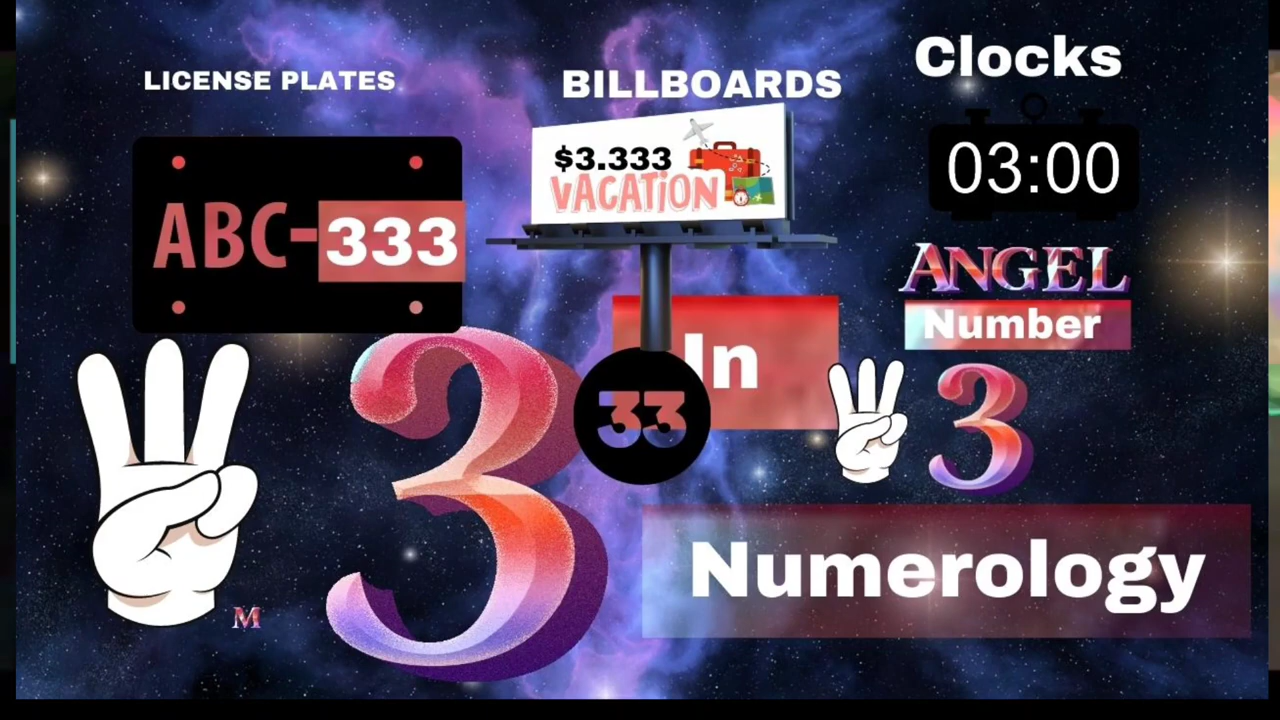 LICENSE PLATES
BILLBOARDS
Clocks
$3.333
VACATION
03:00
ABC-333
ANGEL
Number
In
33
3
3
Numerology
M